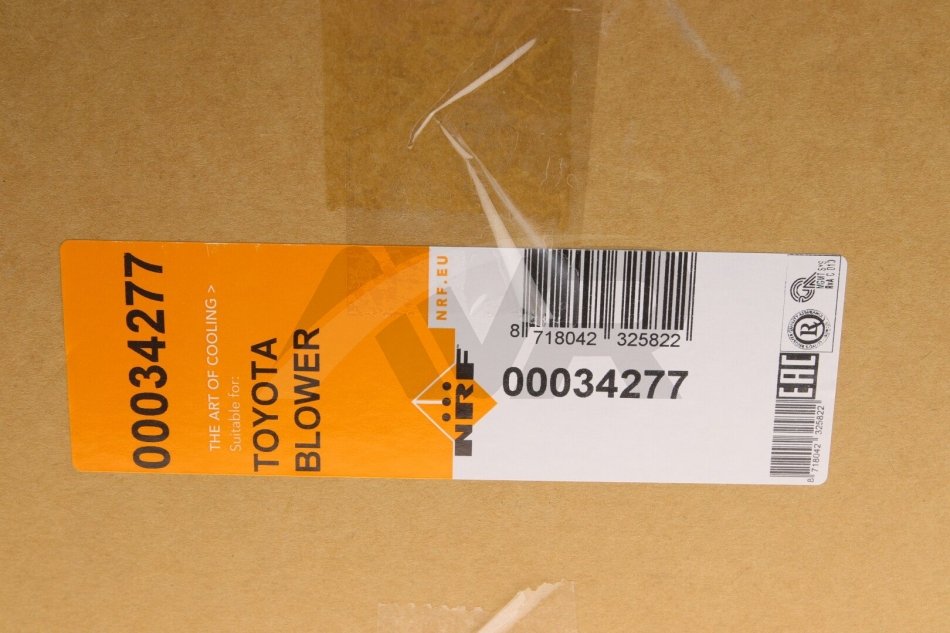 00034277
THE ART OF COOLING >
Suitable for:
TOYOTA
BLOWER
NRF.EU
NRF
8 718042 325822
00034277
EAC
8 718042 325822